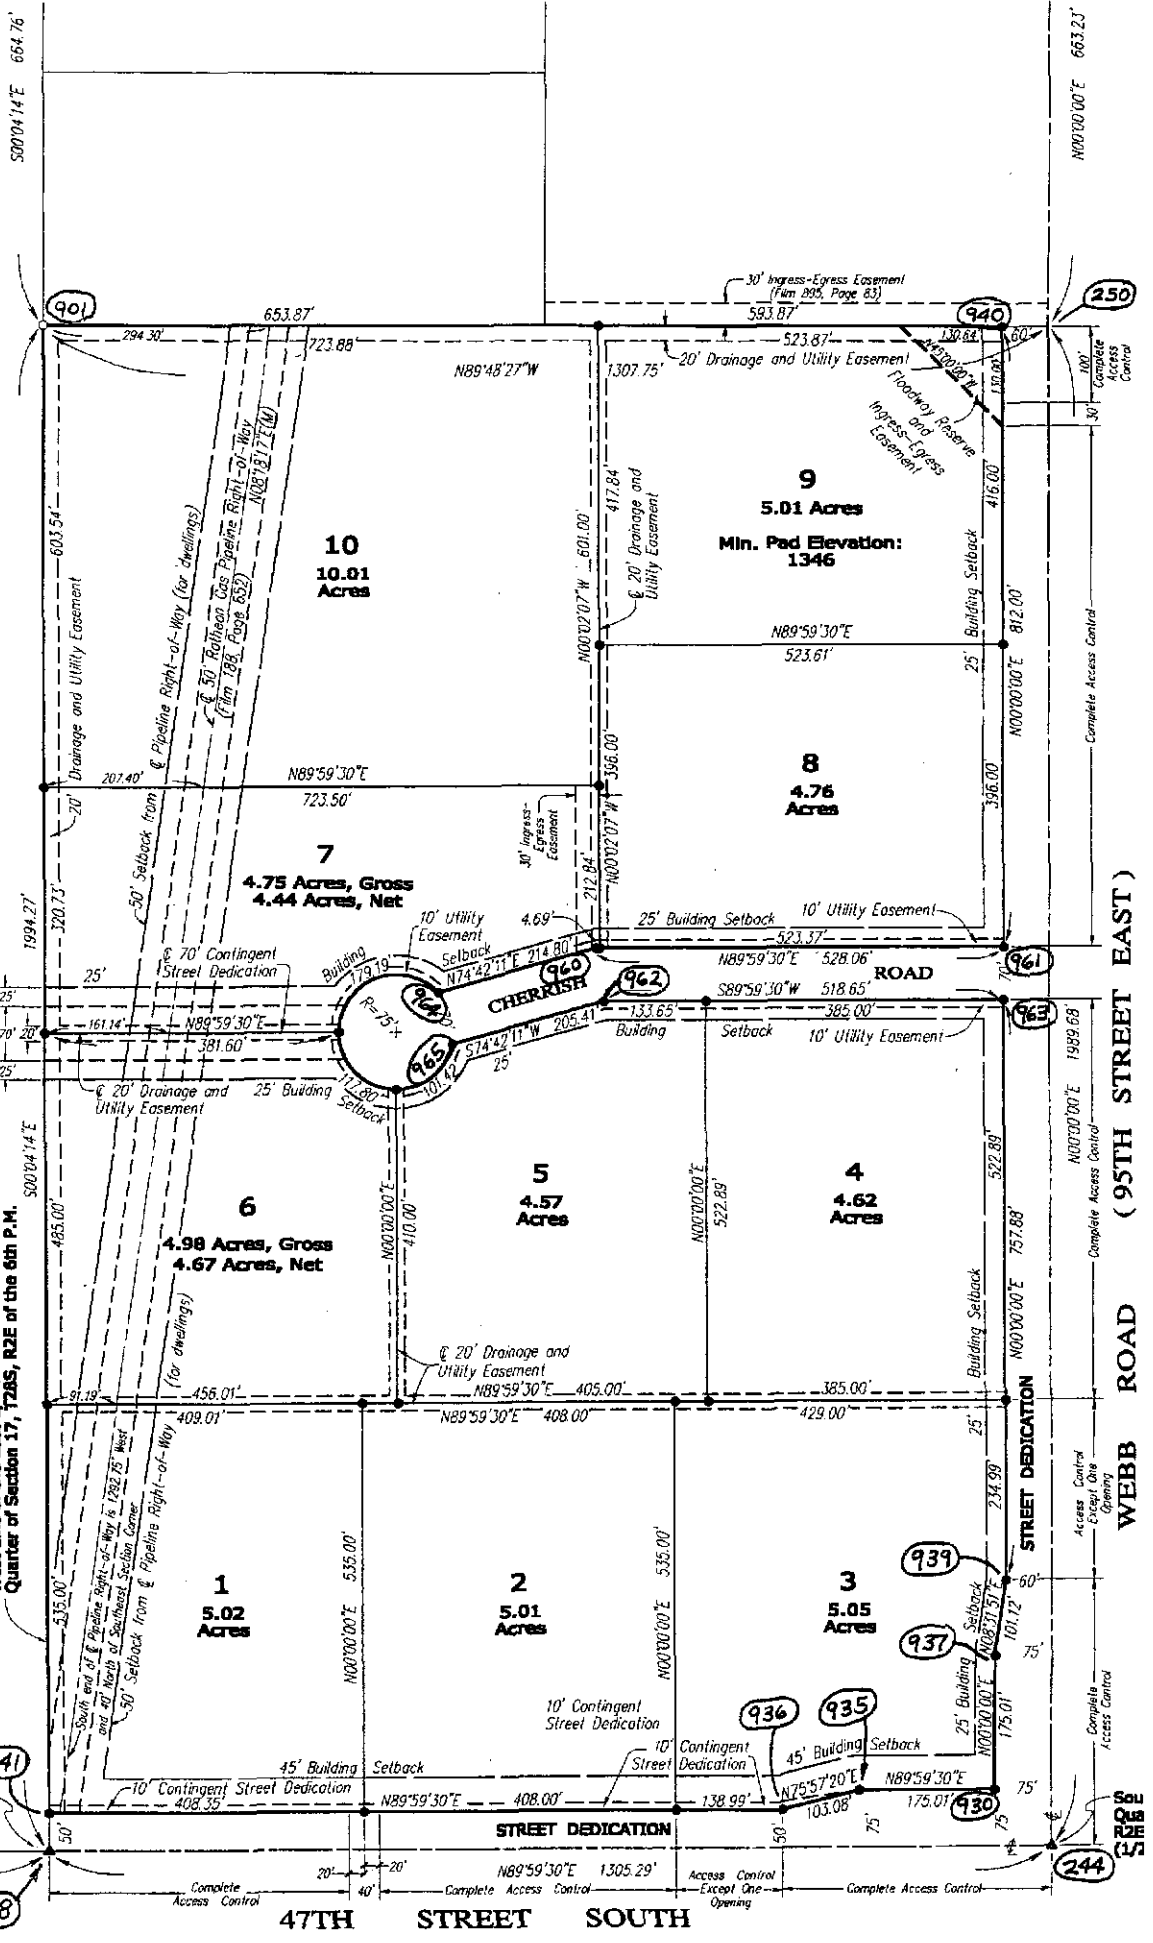 S00°04'14"E 664.76'
N00°00'00"E 663.23'
30' Ingress-Egress Easement
(Film 895, Page 83)
901
250
940
653.87'
593.87'
294.30'
723.88'
523.87'
130.64'
60'
N89°48'27"W
1307.75'
20' Drainage and Utility Easement
N45°00'00"W
130.00'
100'
Complete
Access
Control
30'
Floodway Reserve
and
Ingress-Egress
Easement
603.54'
20' Drainage and Utility Easement
50' Setback from ℄ Pipeline Right-of-Way (for dwellings)
℄ 50' Ratheon Gas Pipeline Right-of-Way
(Film 188, Page 652)
N08°18'17"E(M)
10
10.01
Acres
N00°02'07"W 601.00'
417.84'
℄ 20' Drainage and
Utility Easement
9
5.01 Acres
Min. Pad Elevation:
1346
416.00'
25' Building Setback
N00°00'00"E 812.00'
Complete Access Control
N89°59'30"E
523.61'
207.40'
N89°59'30"E
723.50'
396.00'
8
4.76
Acres
396.00'
30' Ingress-
Egress
Easement
N00°02'07"W
212.84'
7
4.75 Acres, Gross
4.44 Acres, Net
1994.27'
320.73'
10' Utility
Easement
4.69'
25' Building Setback
10' Utility Easement
523.37'
℄ 70' Contingent
Street Dedication
25'
Building
Setback
179.19'
N74°42'11"E 214.80'
960
962
N89°59'30"E 528.06'
ROAD
70'
961
964
CHERRISH
R=75'
S89°59'30"W 518.65'
25'
70'
20'
25'
161.14'
N89°59'30"E
381.60'
965
S74°42'11"W 205.41'
133.65'
385.00'
963
Building Setback
10' Utility Easement
25'
101.42'
117.80'
℄ 20' Drainage and
Utility Easement
25' Building
Setback
N00°00'00"E 1989.68'
S00°04'14"E
485.00'
N00°00'00"E
410.00'
5
4.57
Acres
N00°00'00"E
522.89'
4
4.62
Acres
522.89'
N00°00'00"E 757.88'
Complete Access Control
WEBB ROAD (95TH STREET EAST)
6
4.98 Acres, Gross
4.67 Acres, Net
(for dwellings)
Building Setback
℄ 20' Drainage and
Utility Easement
91.19'
456.01'
N89°59'30"E 405.00'
385.00'
409.01'
N89°59'30"E 408.00'
429.00'
25'
Quarter of Section 17, T28S, R2E of the 6th P.M.
South end of ℄ Pipeline Right-of-Way is 1292.75' West
and 40' North of Southeast Section Corner
50' Setback from ℄ Pipeline Right-of-Way
535.00'
1
5.02
Acres
N00°00'00"E 535.00'
2
5.01
Acres
N00°00'00"E 535.00'
3
5.05
Acres
234.99'
STREET DEDICATION
Access Control
Except One
Opening
939
60'
N08°31'51"E
101.12'
937
75'
25' Building Setback
N00°00'00"E
175.01'
Complete
Access Control
10' Contingent
Street Dedication
936
935
10' Contingent
Street Dedication
45' Building Setback
41
45' Building Setback
10' Contingent Street Dedication
N75°57'20"E
103.08'
N89°59'30"E
175.01'
930
75'
408.35'
N89°59'30"E 408.00'
138.99'
STREET DEDICATION
50'
50'
75'
75'
℄
℄
Sou
Qua
R2E
(1/2
244
8
20'
20'
N89°59'30"E 1305.29'
40'
Complete
Access Control
Complete Access Control
Access Control
Except One
Opening
Complete Access Control
47TH STREET SOUTH